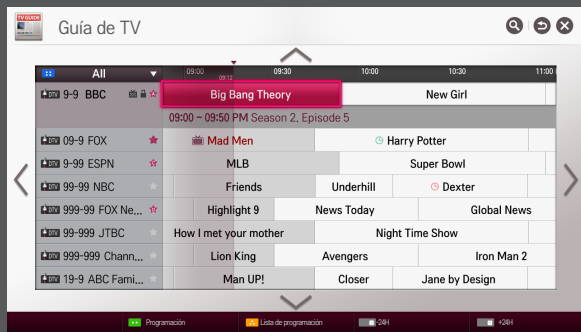 TV GUIDE
Guía de TV
All 09:00 09:12 09:30 10:00 10:30 11:00
DTV 9-9 BBC Big Bang Theory New Girl
09:00 ~ 09:50 PM Season 2, Episode 5
DTV 09-9 FOX Mad Men Harry Potter
DTV 9-99 ESPN MLB Super Bowl
DTV 99-99 NBC Friends Underhill Dexter
DTV 999-99 FOX Ne... Highlight 9 News Today Global News
DTV 99-999 JTBC How I met your mother Night Time Show
DTV 999-999 Chann... Lion King Avengers Iron Man 2
DTV 19-9 ABC Fami... Man UP! Closer Jane by Design
Programación Lista de programación -24H +24H